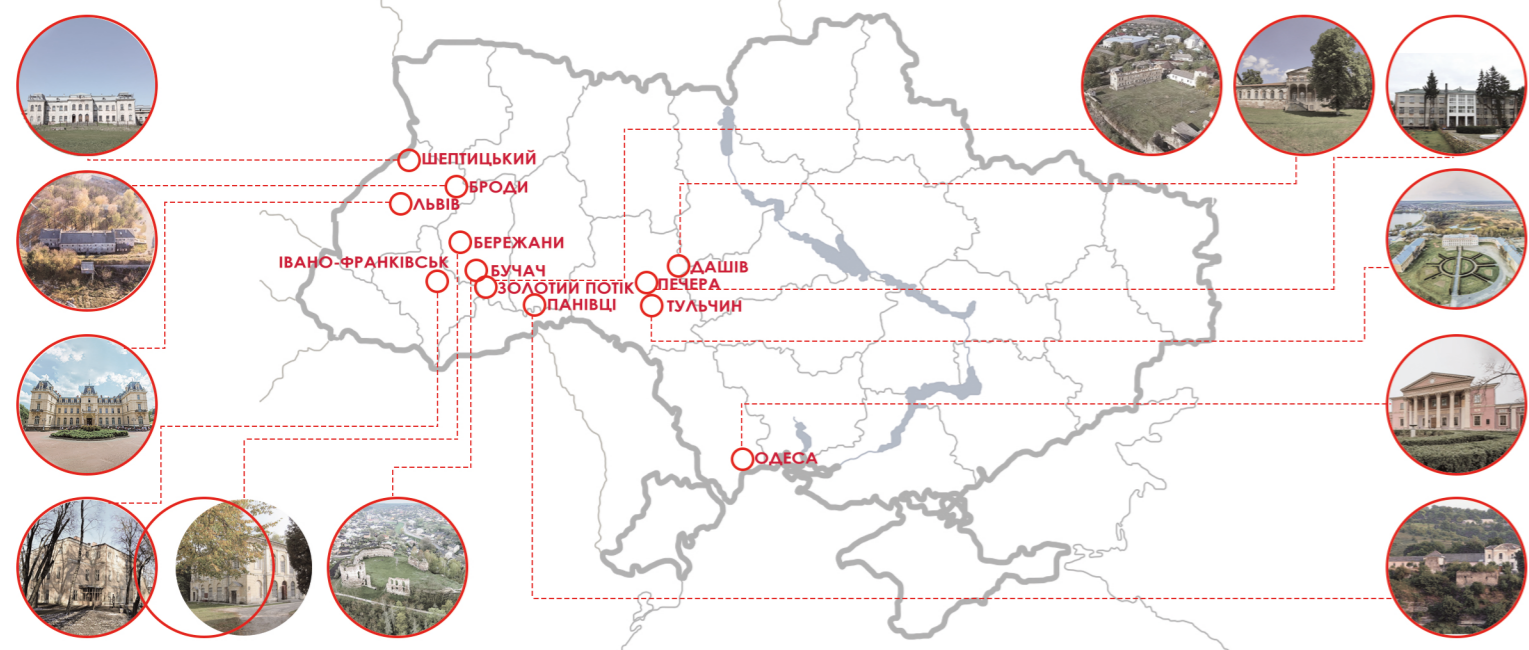 ШЕПТИЦЬКИЙ
БРОДИ
ЛЬВІВ
БЕРЕЖАНИ
ІВАНО-ФРАНКІВСЬК
БУЧАЧ
ЗОЛОТИЙ ПОТІК
ПАНІВЦІ
ДАШІВ
ПЕЧЕРА
ТУЛЬЧИН
ОДЕСА